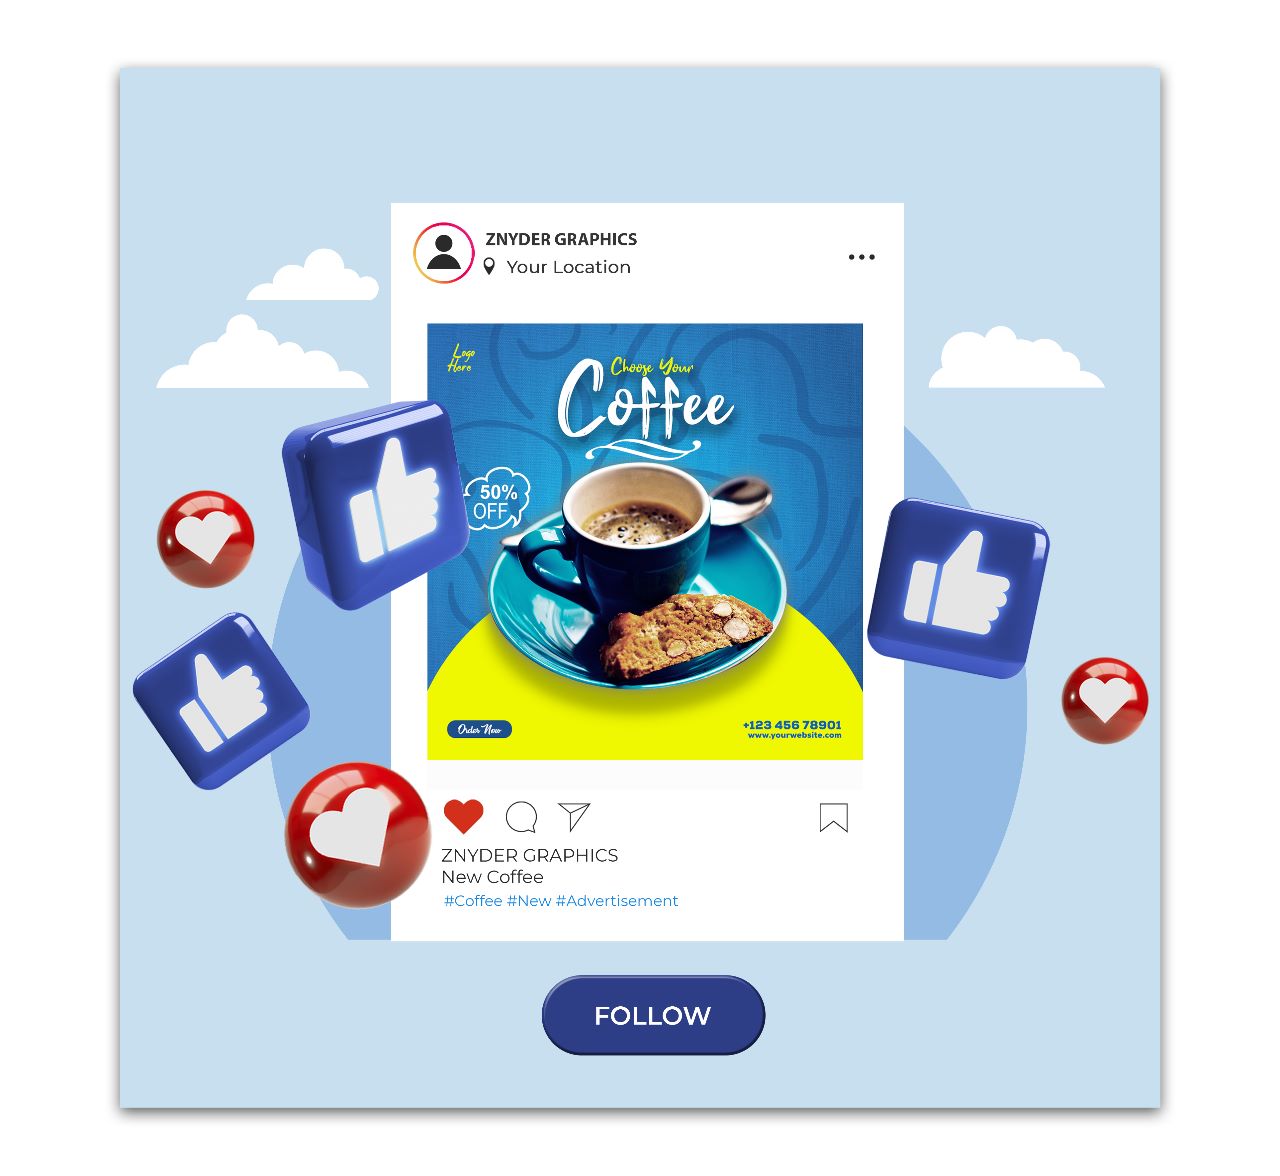 ZNYDER GRAPHICS
Your Location
Logo
Here
Choose Your
Coffee
50%
OFF
Order Now
+123 456 78901
www.yourwebsite.com
ZNYDER GRAPHICS
New Coffee
#Coffee #New #Advertisement
FOLLOW